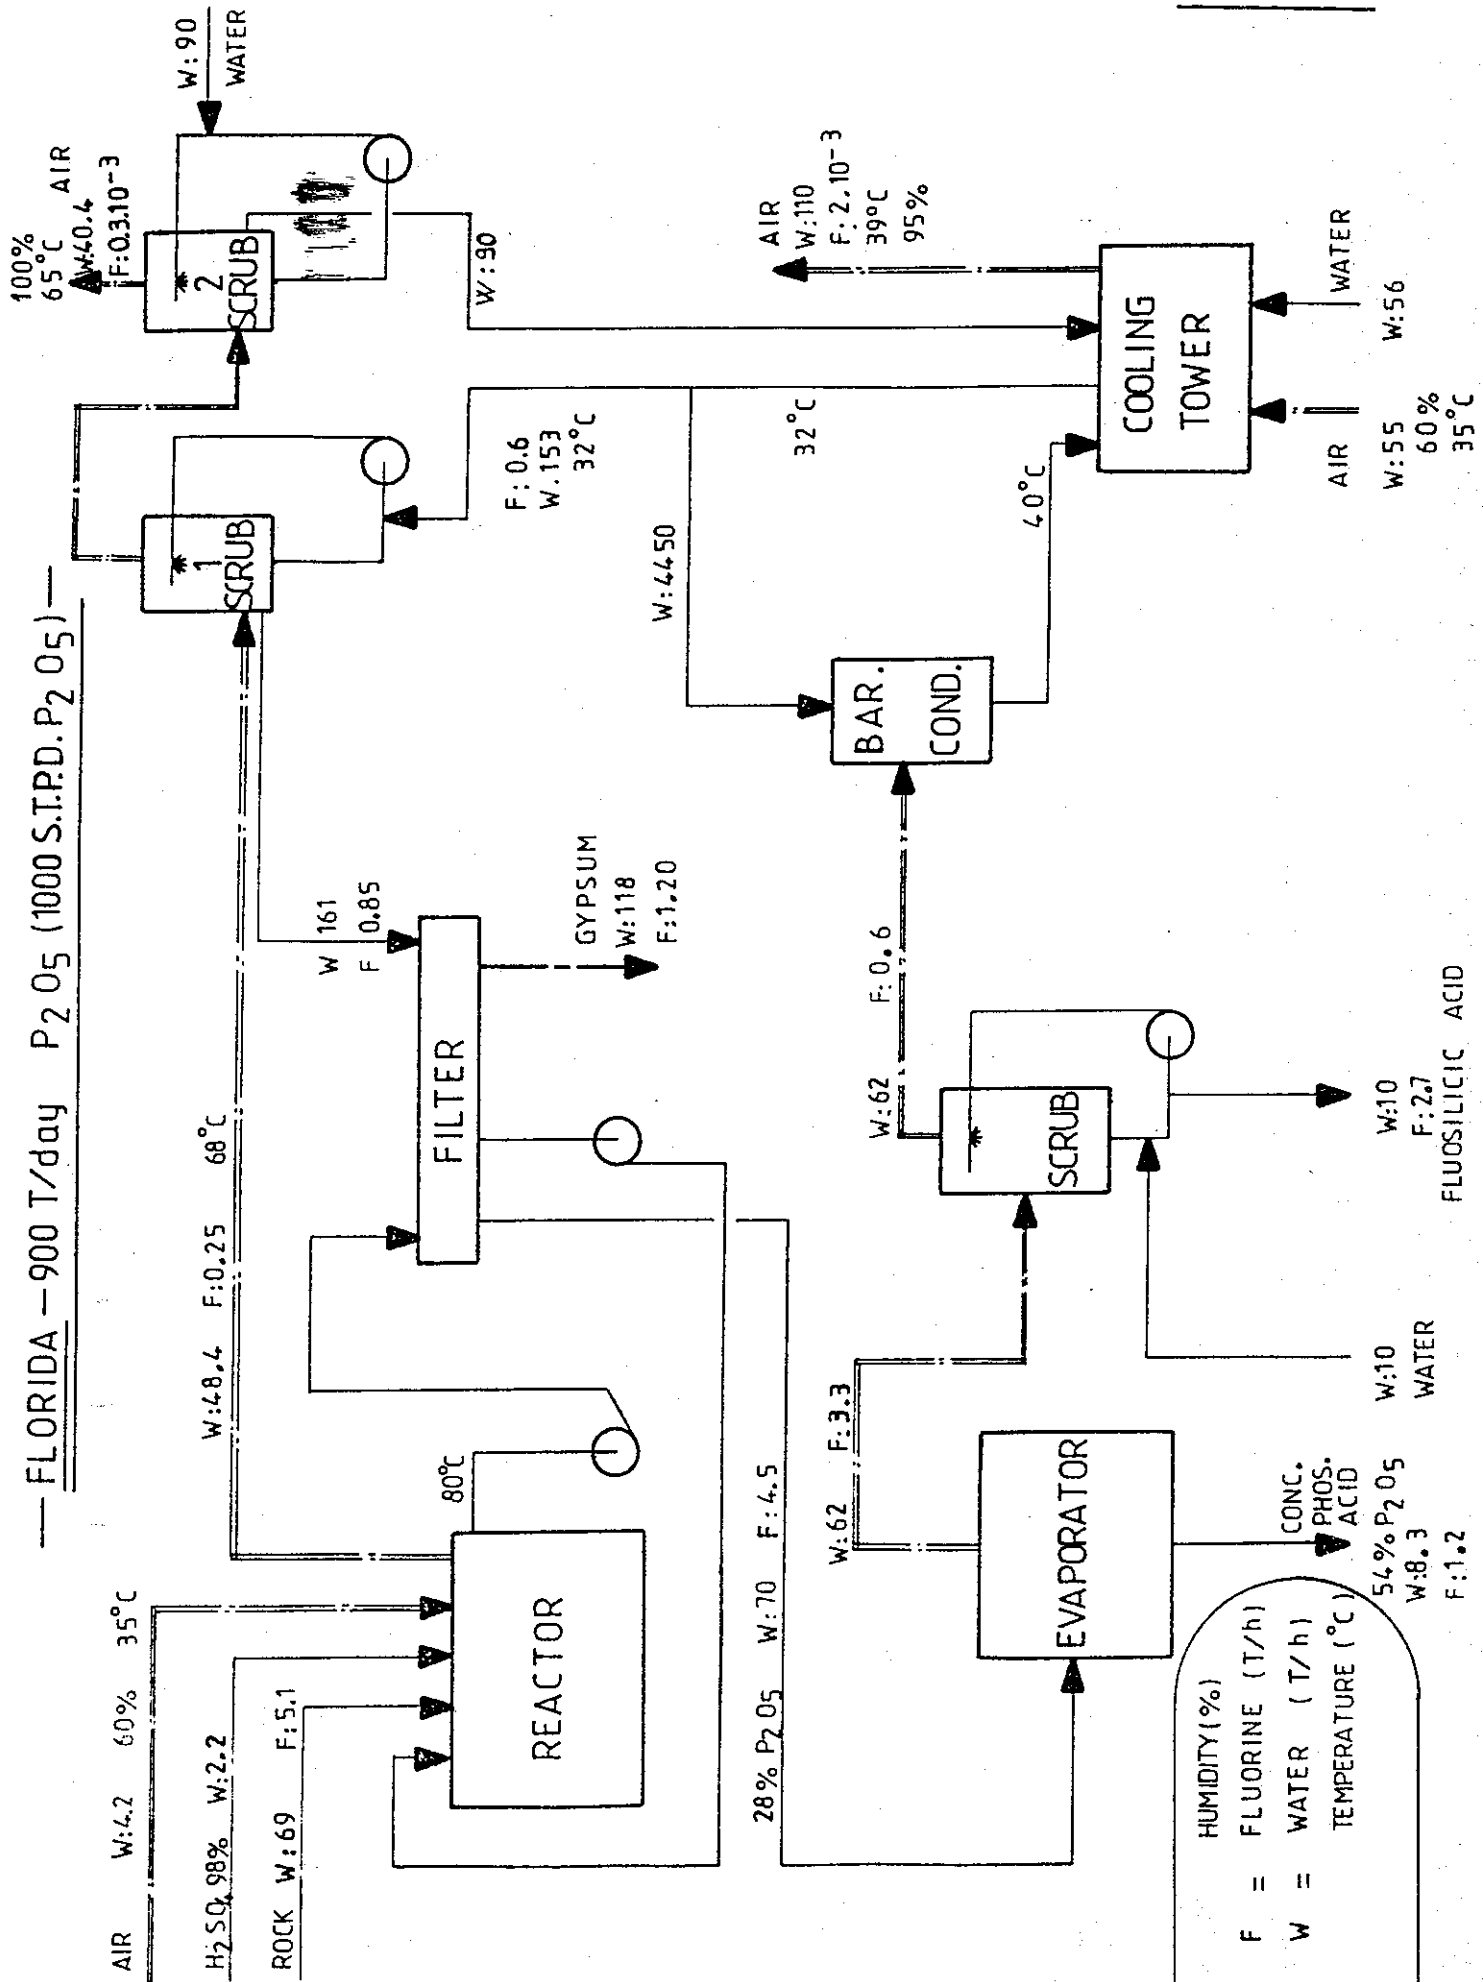 — FLORIDA – 900 T/day P2O5 (1000 S.T.P.D. P2O5) —
AIR W:4.2 60% 35°C
H2SO4 98% W:2.2
ROCK W:69 F:5.1
REACTOR
80°C
W:48.4 F:0.25 68°C
1
SCRUB
2
SCRUB
100%
65°C
AIR
W:40.4
F:0.3.10-3
W:90
WATER
W:90
F:0.6
W.153
32°C
W 161
F 0.85
FILTER
GYPSUM
W:118
F:1.20
28% P2O5 W:70 F:4.5
EVAPORATOR
W:62 F:3.3
CONC.
PHOS.
ACID
54% P2O5
W:8.3
F:1.2
SCRUB
W:10
WATER
W:10
F:2.7
FLUOSILICIC ACID
W:62 F:0.6
BAR.
COND.
W:4450
32°C
40°C
COOLING
TOWER
AIR
W:110
F:2.10-3
39°C
95%
AIR
W:55
60%
35°C
WATER
W:56
HUMIDITY(%)
F = FLUORINE (T/h)
W = WATER (T/h)
TEMPERATURE (°C)